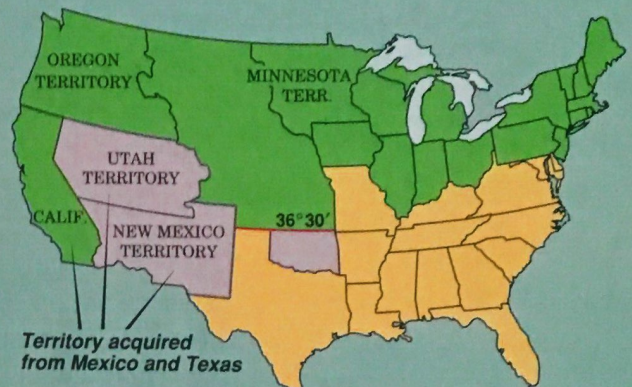 OREGON
TERRITORY
MINNESOTA
TERR.
UTAH
TERRITORY
CALIF.
NEW MEXICO
TERRITORY
36°30′
Territory acquired
from Mexico and Texas